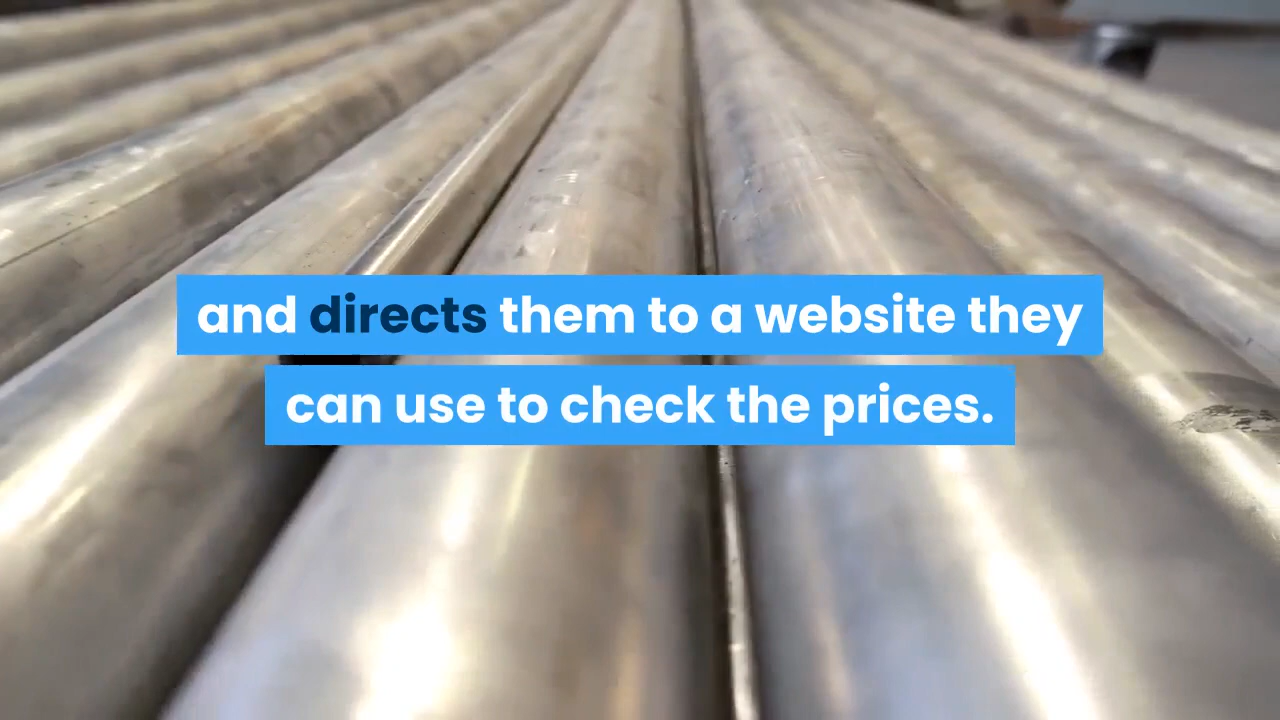 and directs them to a website they
can use to check the prices.